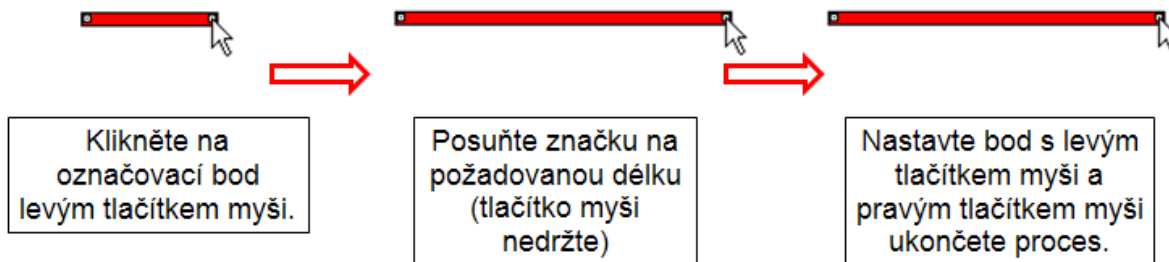 Klikněte na
označovací bod
levým tlačítkem myši.
Posuňte značku na
požadovanou délku
(tlačítko myši
nedržte)
Nastavte bod s levým
tlačítkem myši a
pravým tlačítkem myši
ukončete proces.